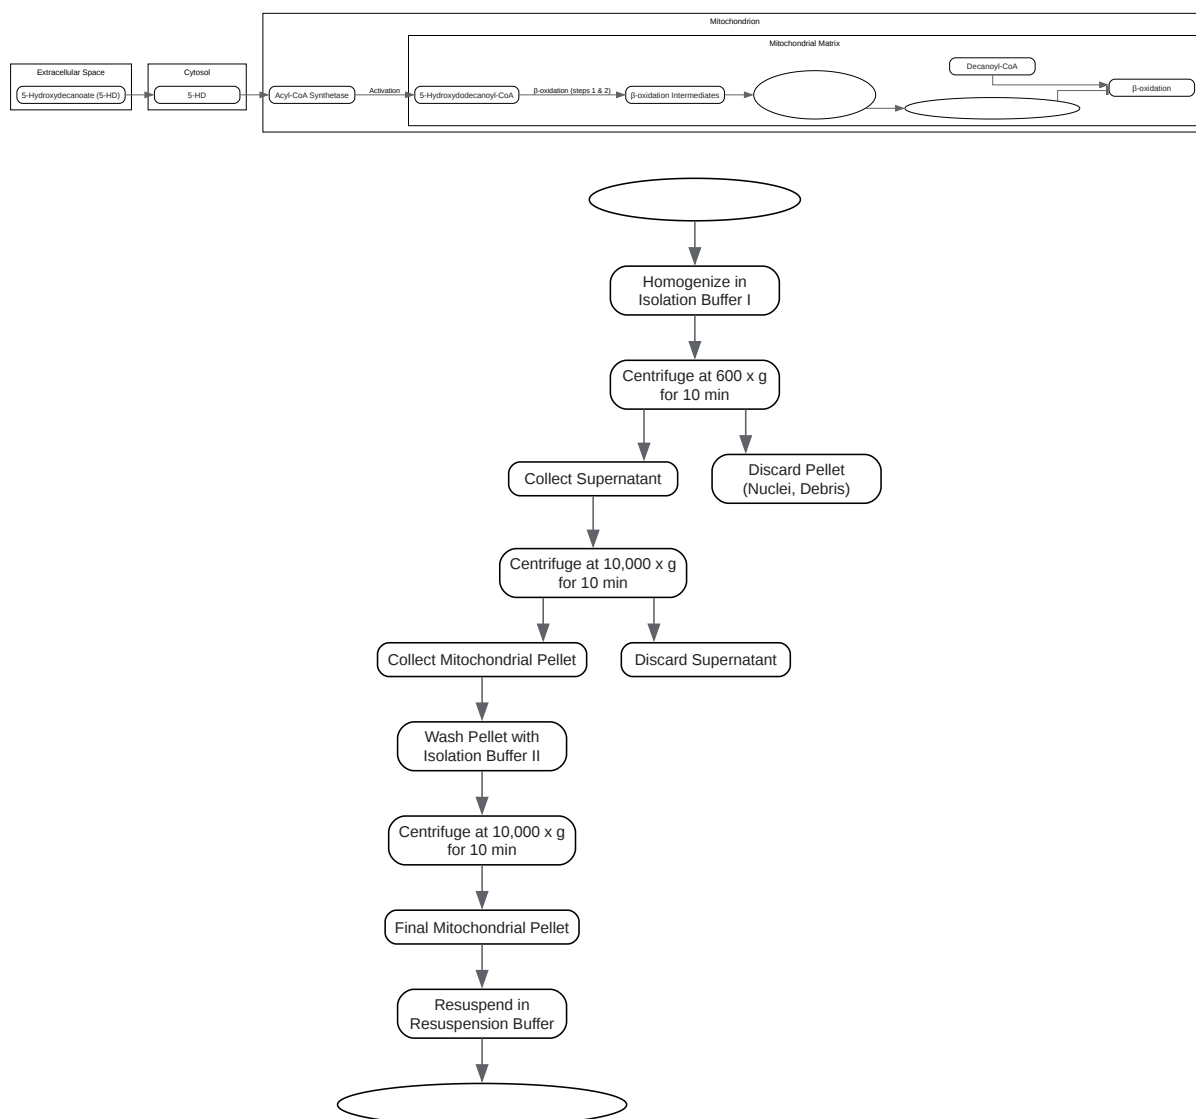 Mitochondrion
Mitochondrial Matrix
Extracellular Space
Cytosol
Decanoyl-CoA
5-Hydroxydecanoate (5-HD)
5-HD
Acyl-CoA Synthetase
Activation
5-Hydroxydodecanoyl-CoA
β-oxidation (steps 1 & 2)
β-oxidation Intermediates
β-oxidation
Homogenize in
Isolation Buffer I
Centrifuge at 600 x g
for 10 min
Collect Supernatant
Discard Pellet
(Nuclei, Debris)
Centrifuge at 10,000 x g
for 10 min
Collect Mitochondrial Pellet
Discard Supernatant
Wash Pellet with
Isolation Buffer II
Centrifuge at 10,000 x g
for 10 min
Final Mitochondrial Pellet
Resuspend in
Resuspension Buffer